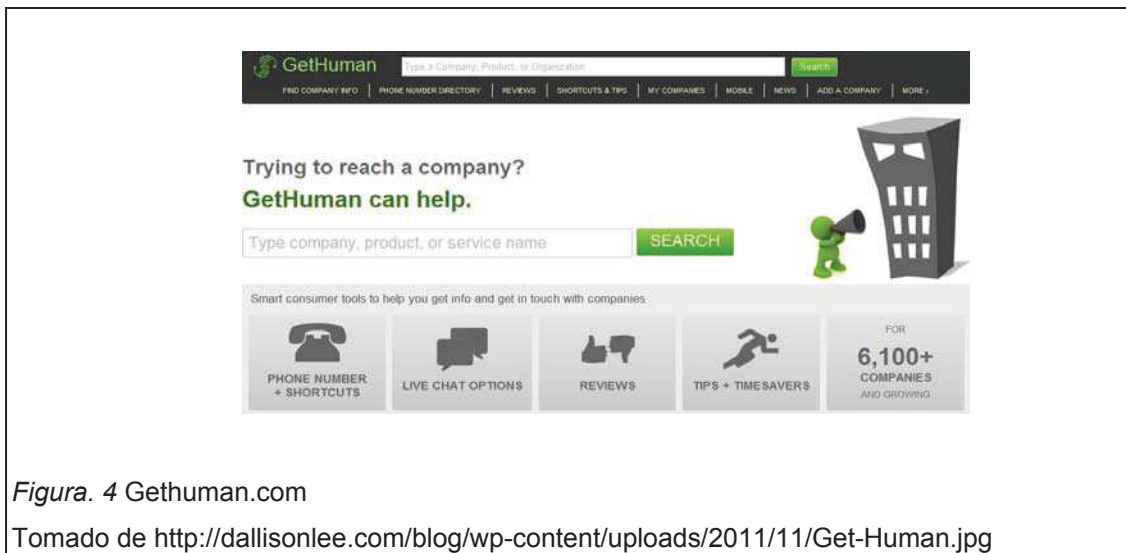 GetHuman
Type a Company, Product, or Organization
Search
FIND COMPANY INFO | PHONE NUMBER DIRECTORY | REVIEWS | SHORTCUTS & TIPS | MY COMPANIES | MOBILE | NEWS | ADD A COMPANY | MORE ›
Trying to reach a company?
GetHuman can help.
Type company, product, or service name
SEARCH
Smart consumer tools to help you get info and get in touch with companies
PHONE NUMBER
+ SHORTCUTS
LIVE CHAT OPTIONS
REVIEWS
TIPS + TIMESAVERS
FOR
6,100+
COMPANIES
AND GROWING
Figura. 4 Gethuman.com
Tomado de http://dallisonlee.com/blog/wp-content/uploads/2011/11/Get-Human.jpg